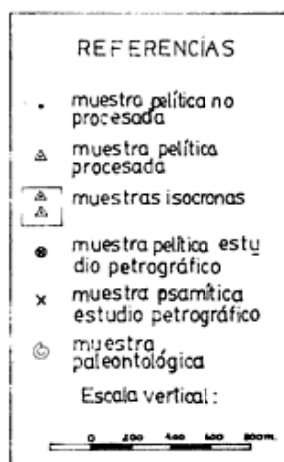 REFERENCÍAS
muestra pelítica no
procesada
muestra pelítica
procesada
muestras isocronas
muestra pelítica estu
dio petrográfico
muestra psamítica
estudio petrográfico
muestra
paleontológica
Escala vertical:
0 200 400 600 800m.